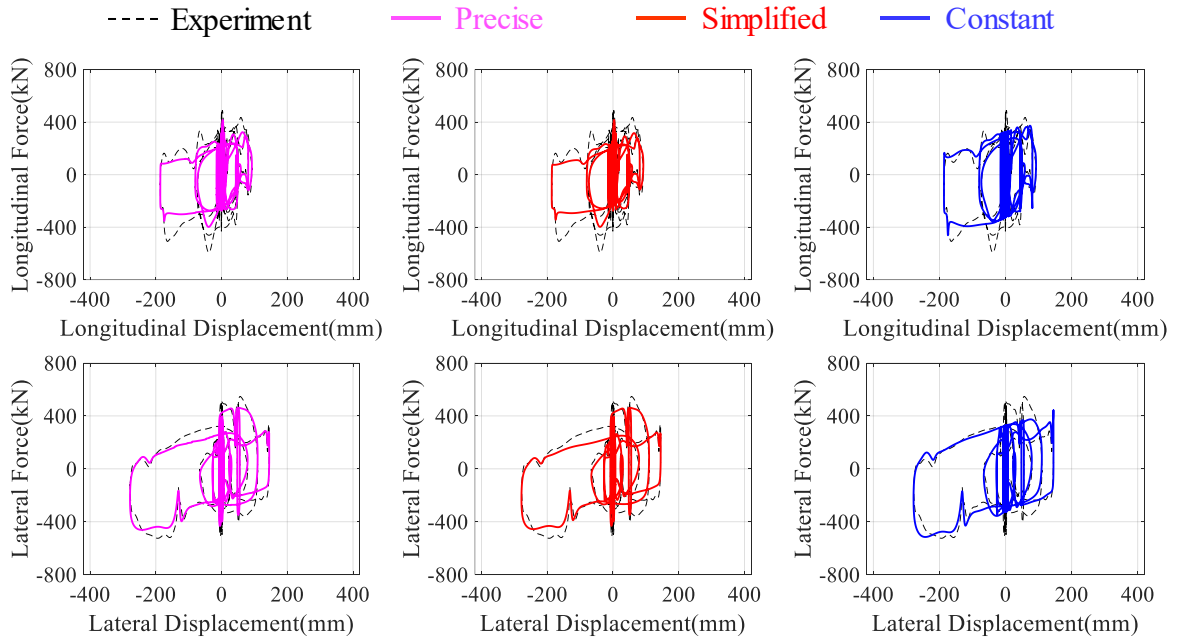 Experiment Precise Simplified Constant
800 800 800
400 400 400
0 0 0
-400 -400 -400
-800 -800 -800
Longitudinal Force(kN) Longitudinal Force(kN) Longitudinal Force(kN)
-400 -200 0 200 400 -400 -200 0 200 400 -400 -200 0 200 400
Longitudinal Displacement(mm) Longitudinal Displacement(mm) Longitudinal Displacement(mm)
800 800 800
400 400 400
0 0 0
-400 -400 -400
-800 -800 -800
Lateral Force(kN) Lateral Force(kN) Lateral Force(kN)
-400 -200 0 200 400 -400 -200 0 200 400 -400 -200 0 200 400
Lateral Displacement(mm) Lateral Displacement(mm) Lateral Displacement(mm)